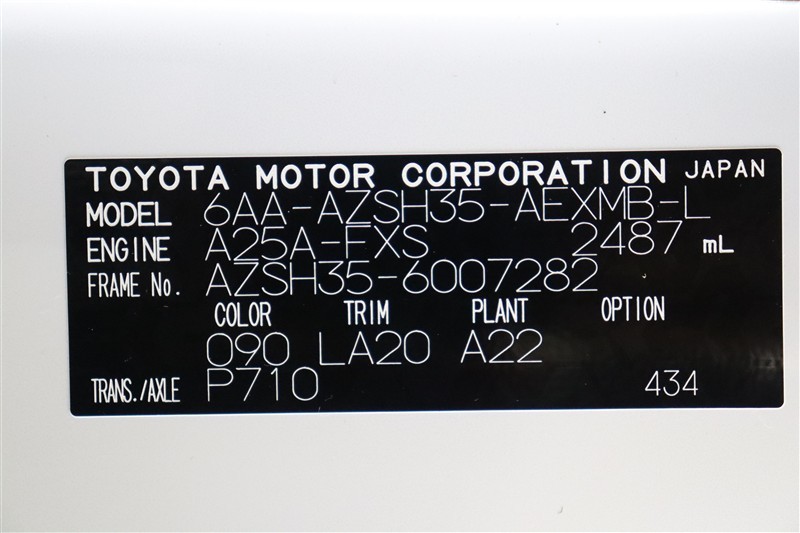 TOYOTA MOTOR CORPORATION JAPAN
MODEL 6AA-AZSH35-AEXMB-L
ENGINE A25A-FXS 2487 mL
FRAME No. AZSH35-6007282
COLOR TRIM PLANT OPTION
090 LA20 A22
TRANS./AXLE P710 434